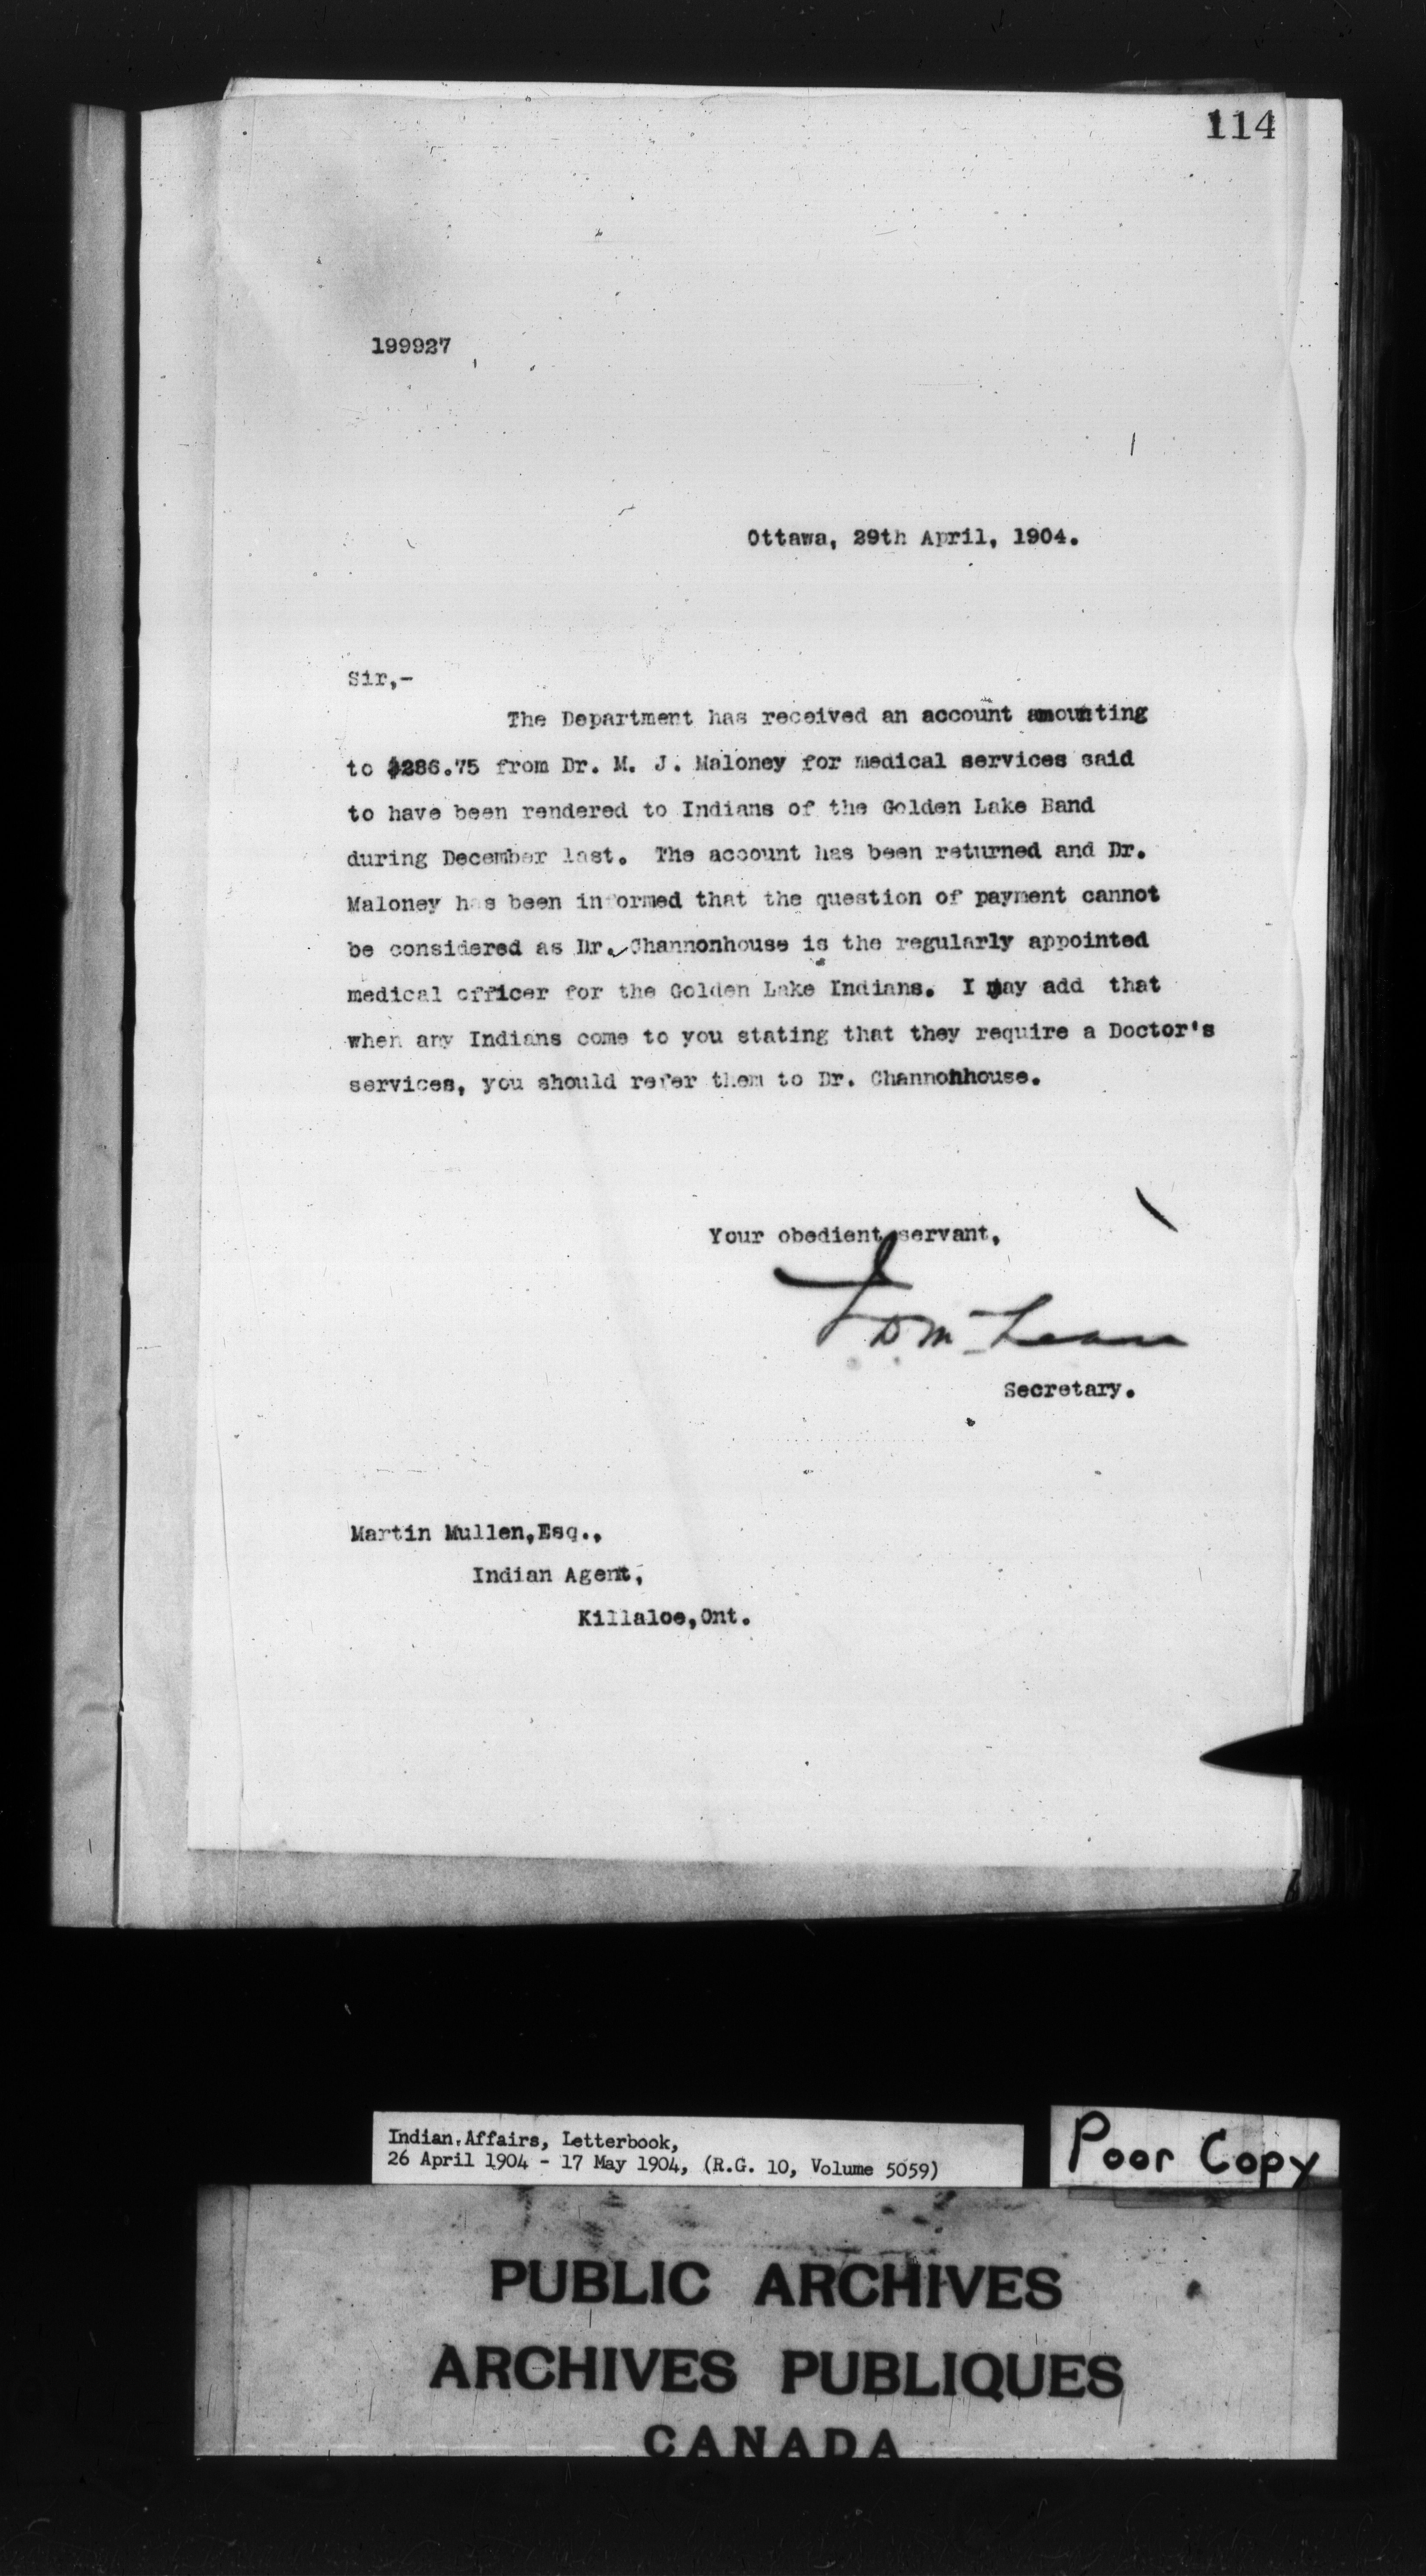 114
199927
Ottawa, 29th April, 1904.
Sir,-
The Department has received an account amounting
to $286.75 from Dr. M. J. Maloney for medical services said
to have been rendered to Indians of the Golden Lake Band
during December last. The account has been returned and Dr.
Maloney has been informed that the question of payment cannot
be considered as Dr. Channonhouse is the regularly appointed
medical officer for the Golden Lake Indians. I may add that
when any Indians come to you stating that they require a Doctor's
services, you should refer them to Dr. Channonhouse.
Your obedient servant,
J D McLean
Secretary.
Martin Mullen,Esq.,
Indian Agent,
Killaloe,Ont.
Indian Affairs, Letterbook,
26 April 1904 - 17 May 1904, (R.G. 10, Volume 5059)
Poor Copy
PUBLIC ARCHIVES
ARCHIVES PUBLIQUES
CANADA